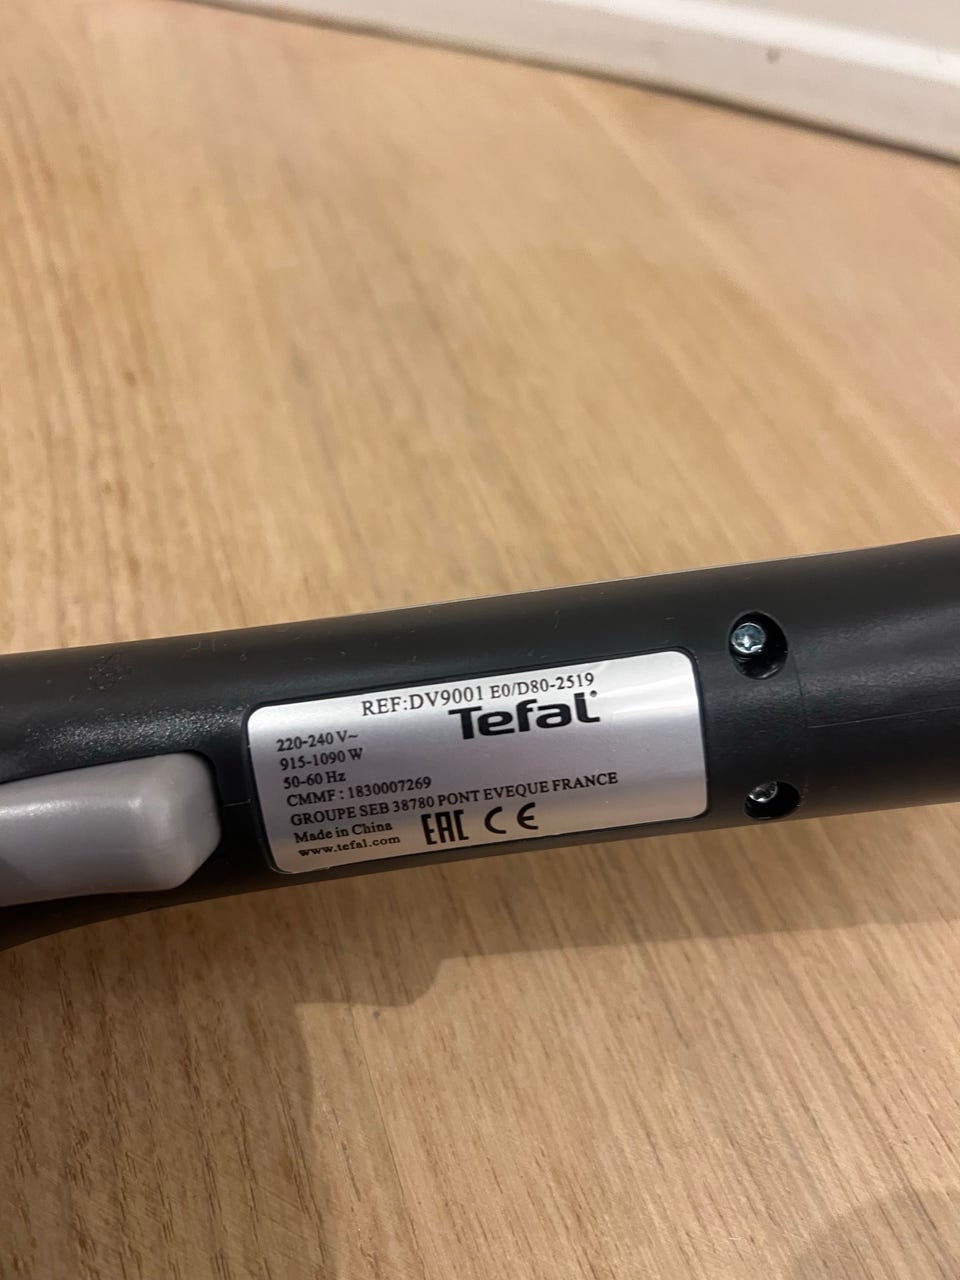 REF:DV9001 E0/D80-2519
Tefal
220-240 V~
915-1090 W
50-60 Hz
CMMF : 1830007269
GROUPE SEB 38780 PONT EVEQUE FRANCE
Made in China
www.tefal.com
EAC CE